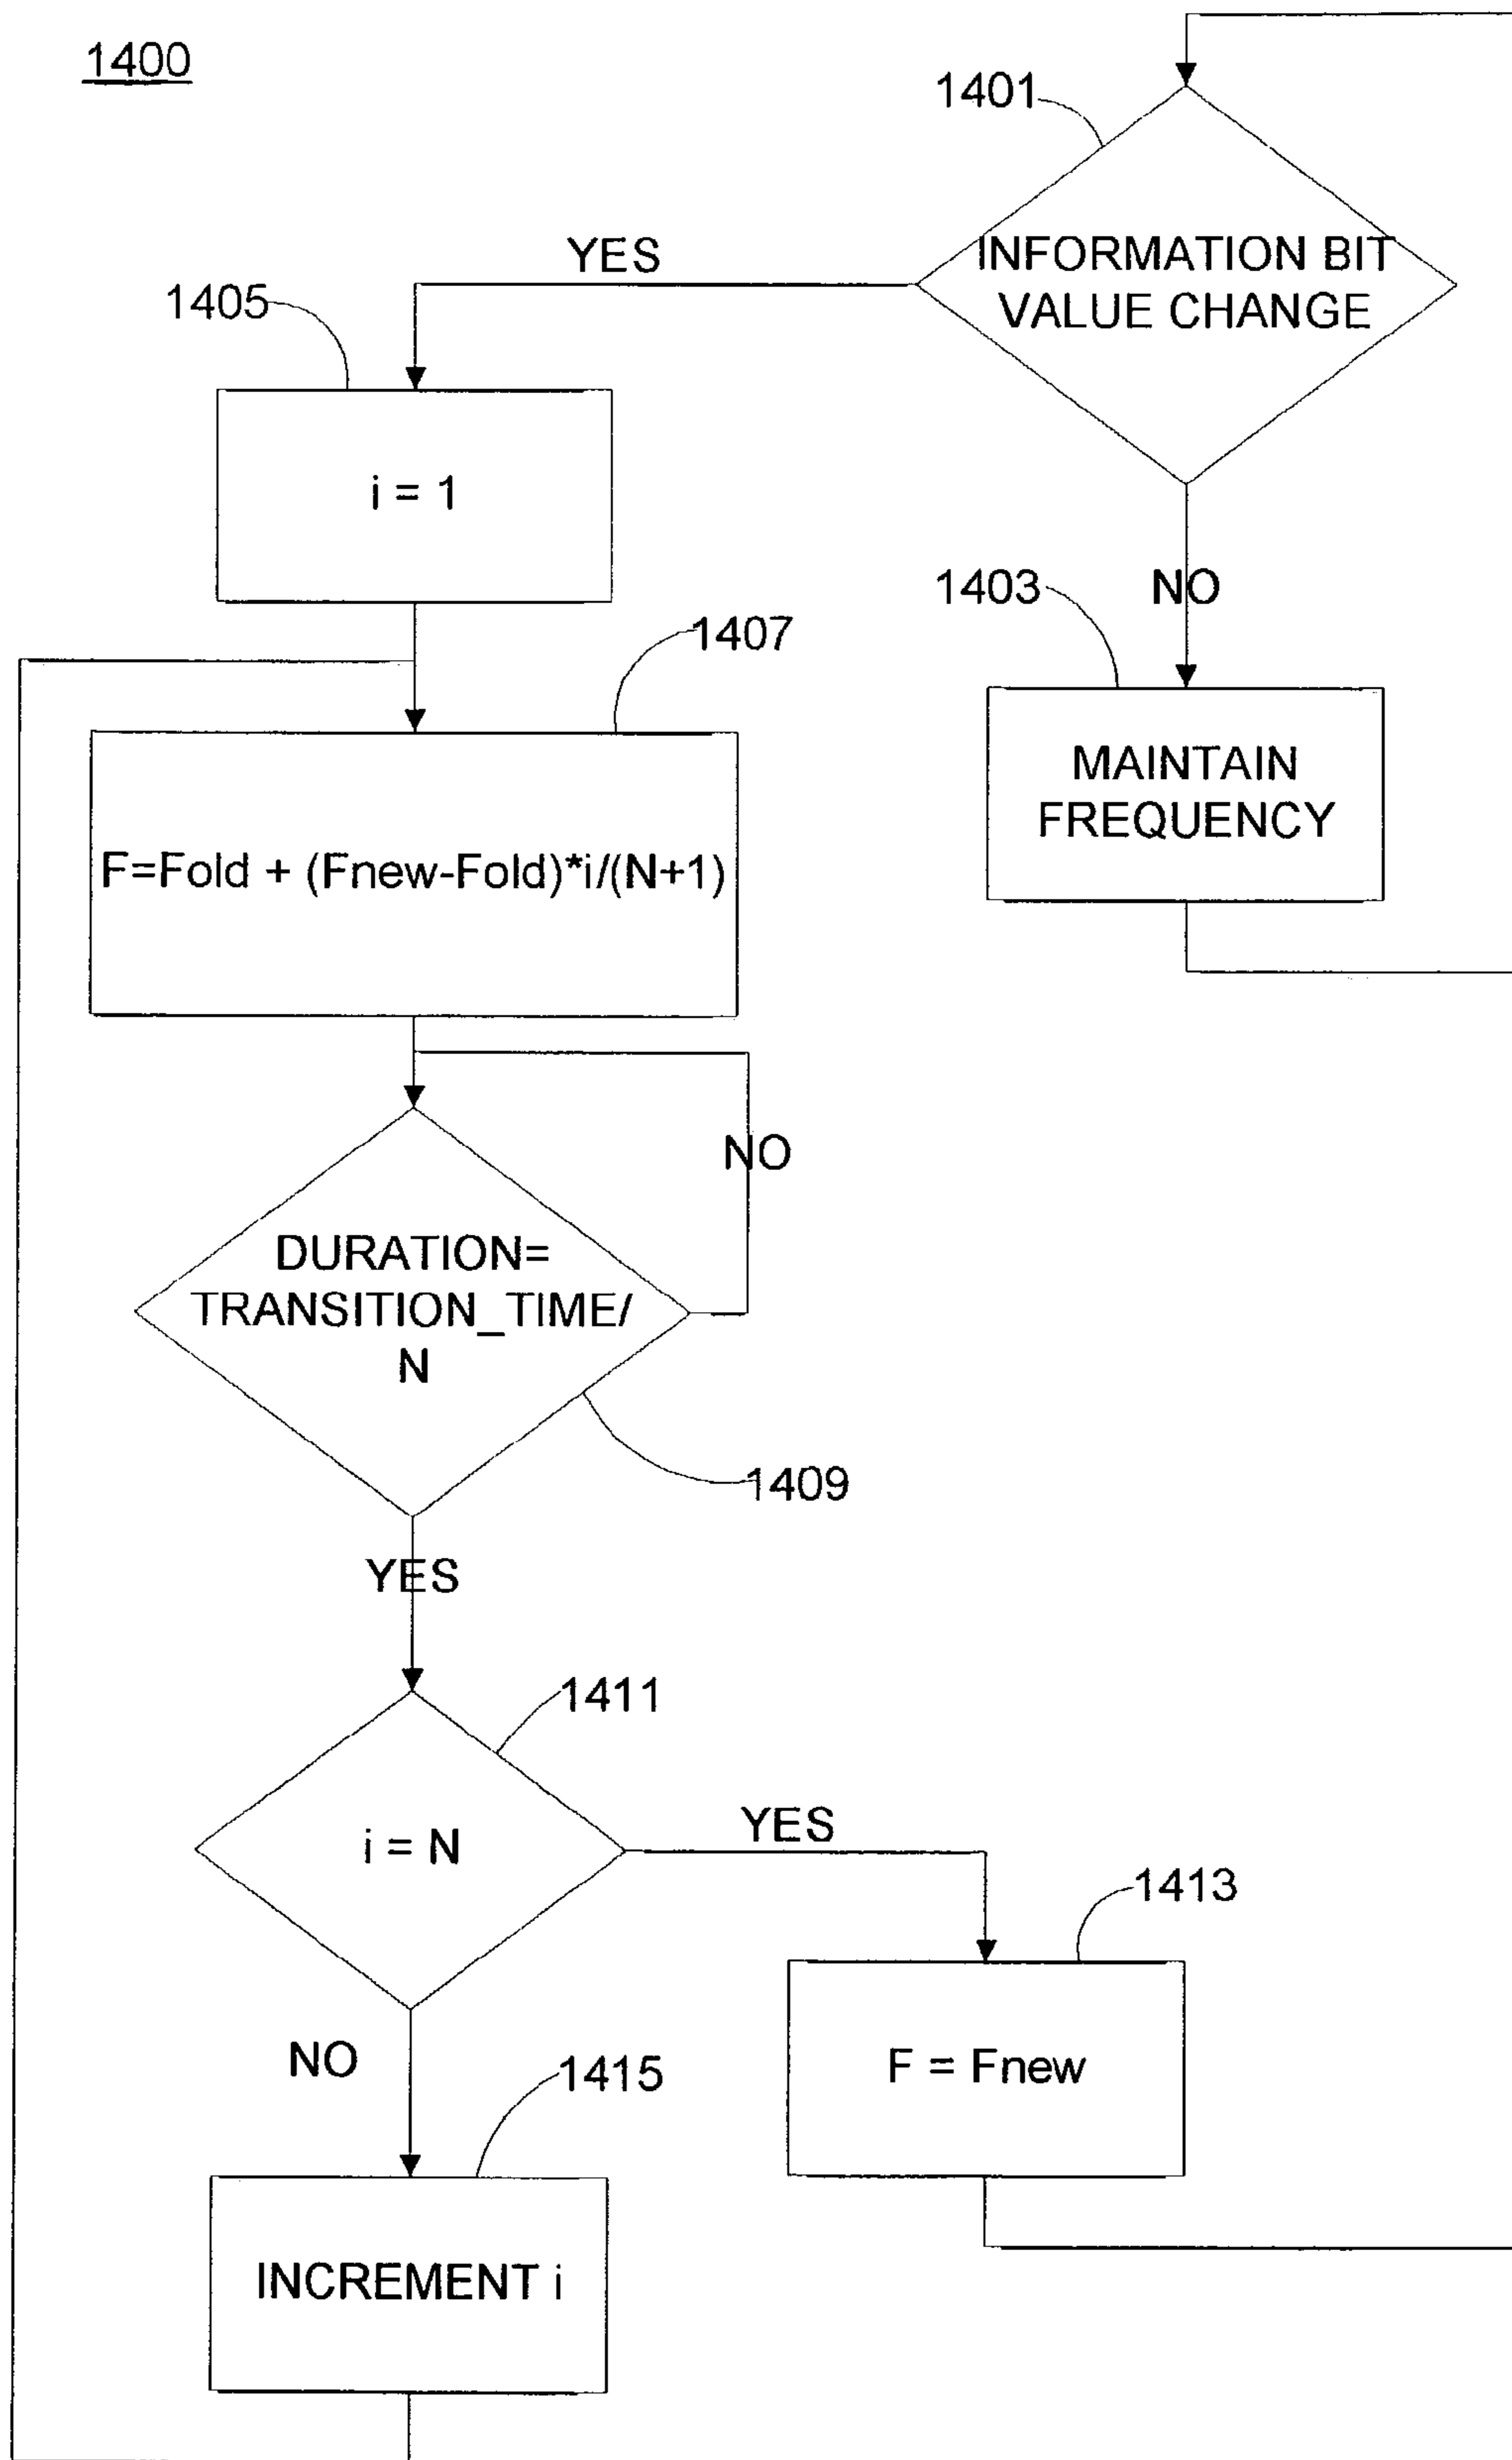 1400
1401
INFORMATION BIT
VALUE CHANGE
YES
1405
i = 1
NO
1403
MAINTAIN
FREQUENCY
1407
F=Fold + (Fnew-Fold)*i/(N+1)
NO
DURATION=
TRANSITION_TIME/
N
1409
YES
1411
i = N
YES
1413
F = Fnew
NO
1415
INCREMENT i